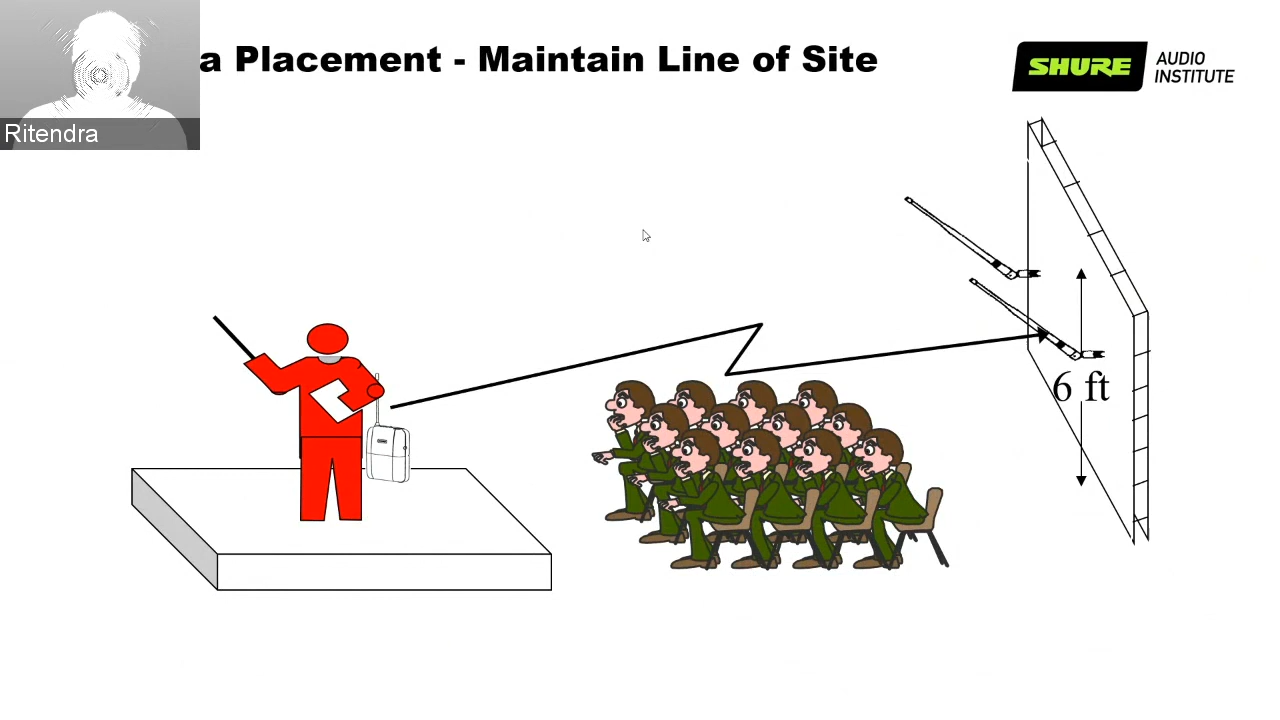 a Placement - Maintain Line of Site
SHURE
AUDIO
INSTITUTE
Ritendra
6 ft